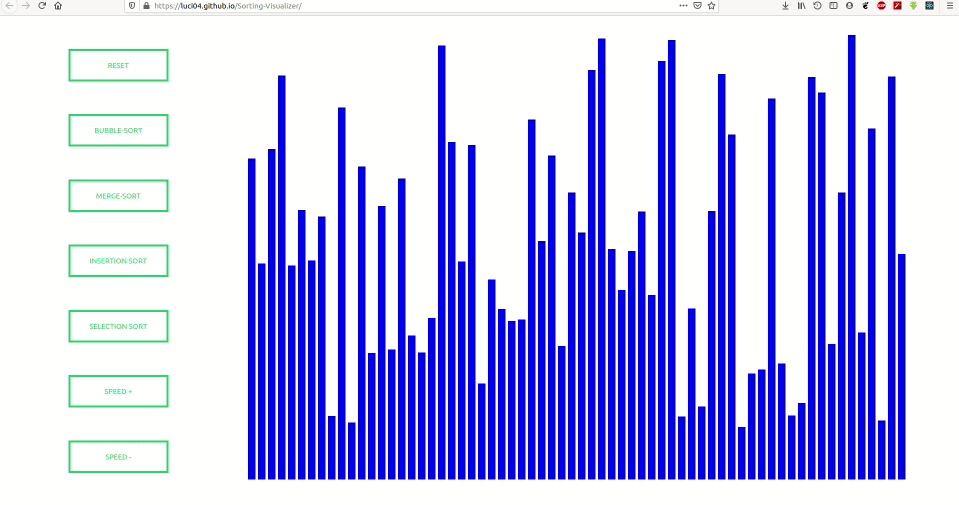 https://luci04.github.io/Sorting-Visualizer/
RESET
BUBBLE-SORT
MERGE-SORT
INSERTION SORT
SELECTION SORT
SPEED +
SPEED -